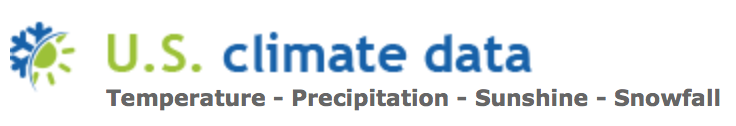 U.S. climate data
Temperature - Precipitation - Sunshine - Snowfall